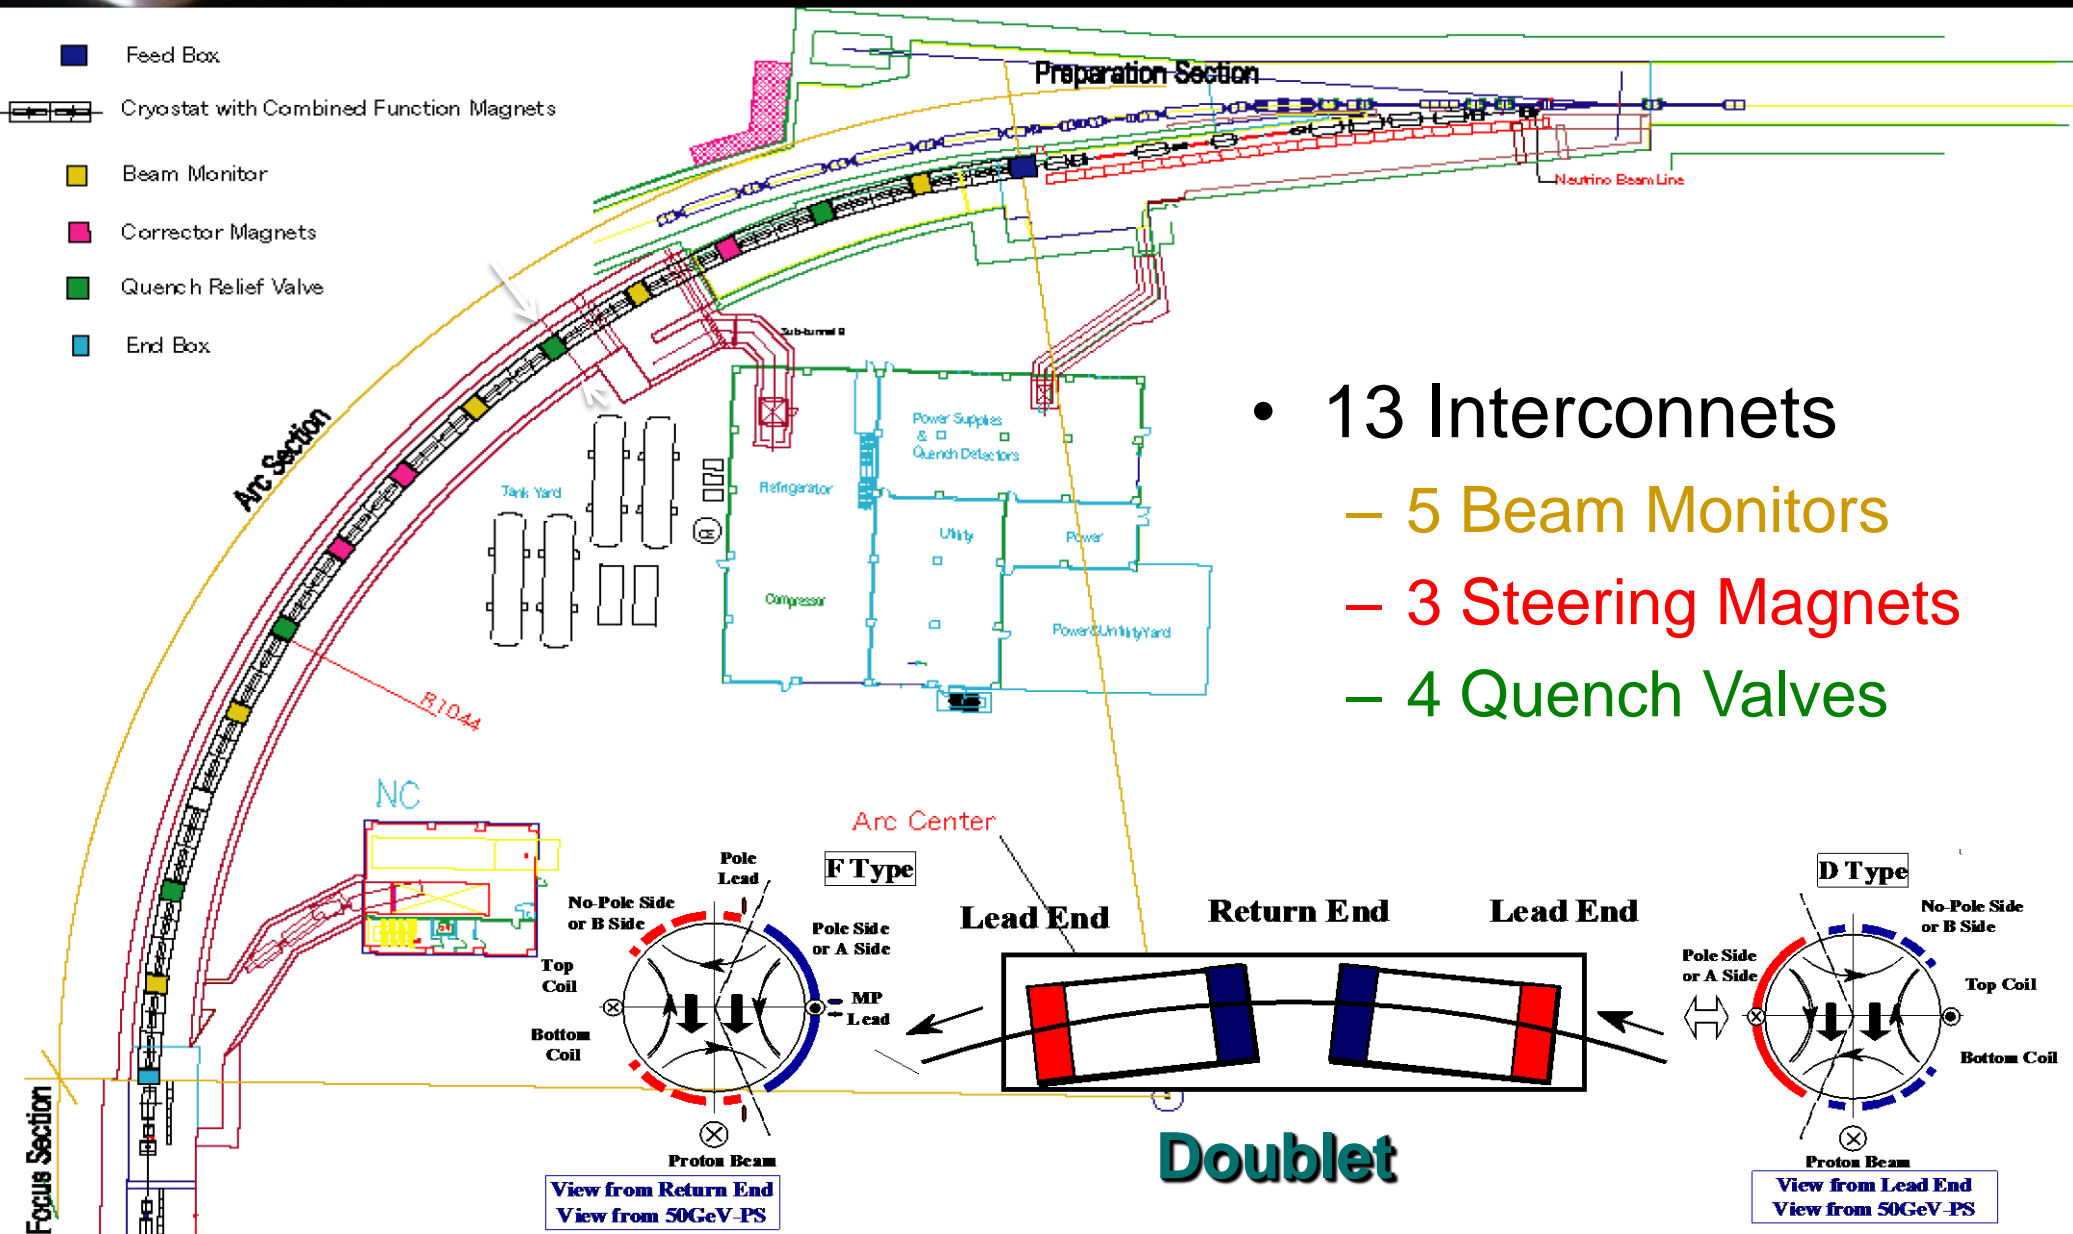 Feed Box
Cryostat with Combined Function Magnets
Beam Monitor
Corrector Magnets
Quench Relief Valve
End Box
Preparation Section
Neutrino Beam Line
Sub-tunnel B
Arc Section
Tank Yard
Power Supplies
&
Quench Detectors
Refrigerator
Utility
Power
Compressor
Power&UntilityYard
R1044
• 13 Interconnets
– 5 Beam Monitors
– 3 Steering Magnets
– 4 Quench Valves
NC
Arc Center
Focus Section
Pole
Lead
F Type
No-Pole Side
or B Side
Pole Side
or A Side
Top
Coil
MP
Lead
Bottom
Coil
Proton Beam
View from Return End
View from 50GeV-PS
Lead End
Return End
Lead End
Doublet
D Type
No-Pole Side
or B Side
Pole Side
or A Side
Top Coil
Bottom Coil
Proton Beam
View from Lead End
View from 50GeV-PS